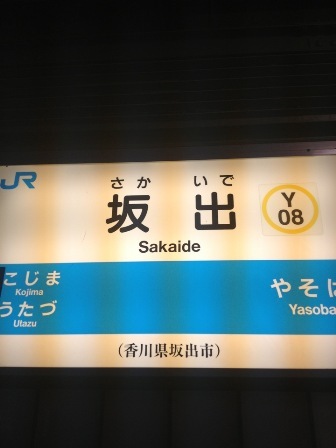 JR
さか いで
坂出
Sakaide
Y
08
こじま
Kojima
うたづ
Utazu
やそば
Yasoba
(香川県坂出市)